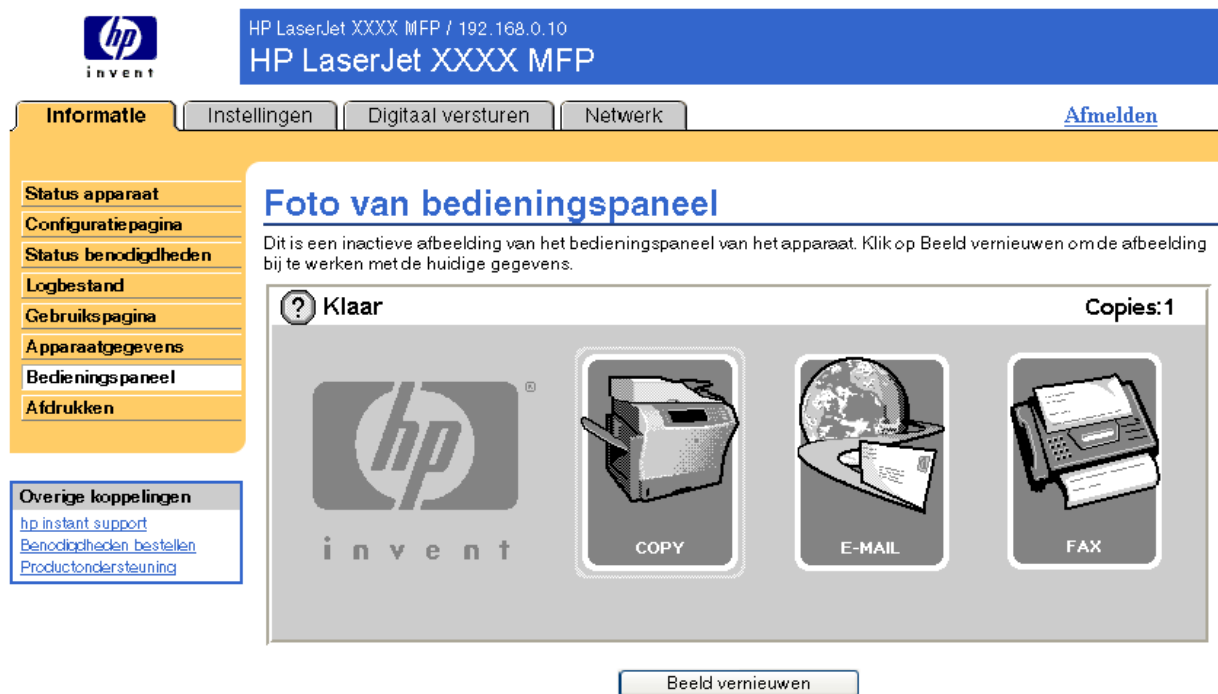 hp
invent
HP LaserJet XXXX MFP / 192.168.0.10
HP LaserJet XXXX MFP
Informatie
Instellingen
Digitaal versturen
Netwerk
Afmelden
Status apparaat
Configuratiepagina
Status benodigdheden
Logbestand
Gebruikspagina
Apparaatgegevens
Bedieningspaneel
Afdrukken
Overige koppelingen
hp instant support
Benodigdheden bestellen
Productondersteuning
Foto van bedieningspaneel
Dit is een inactieve afbeelding van het bedieningspaneel van het apparaat. Klik op Beeld vernieuwen om de afbeelding
bij te werken met de huidige gegevens.
? Klaar
Copies:1
hp®
invent
COPY
E-MAIL
FAX
Beeld vernieuwen